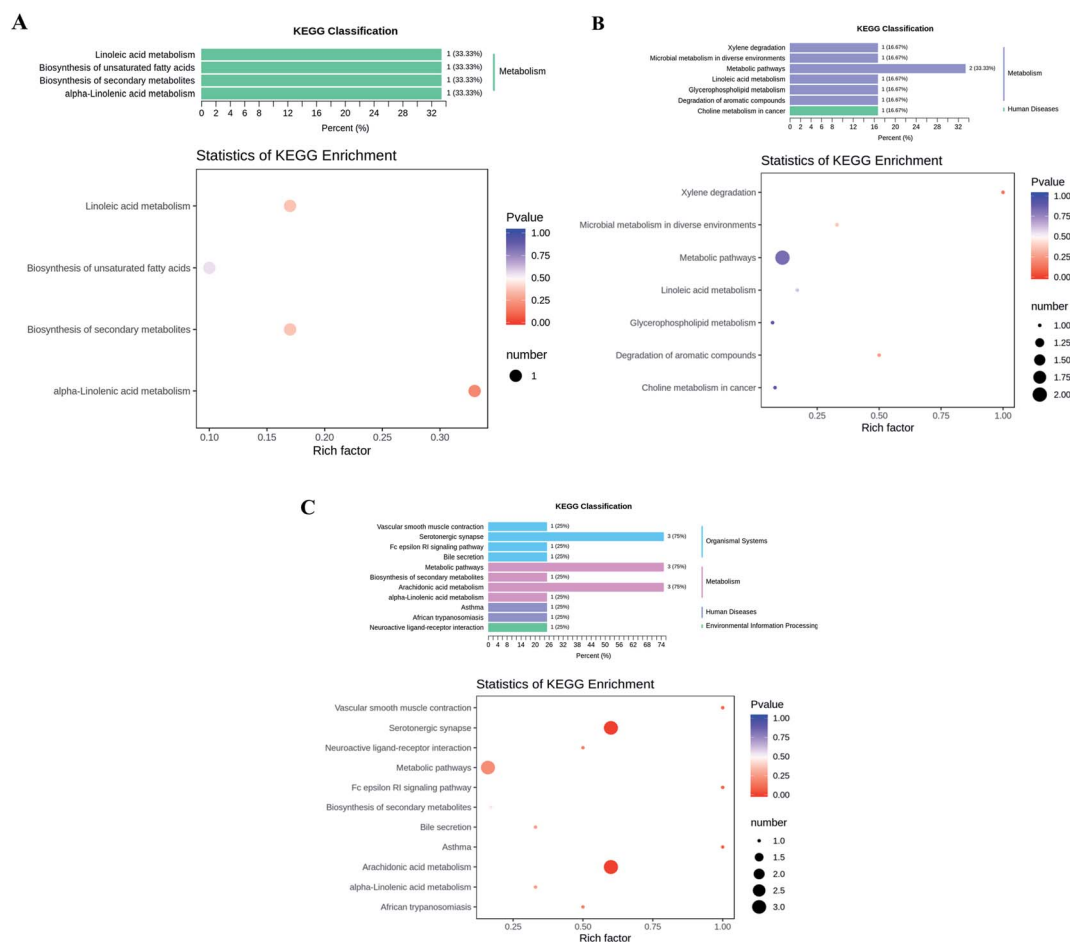 A
KEGG Classification
Linoleic acid metabolism 1 (33.33%)
Biosynthesis of unsaturated fatty acids 1 (33.33%)
Biosynthesis of secondary metabolites 1 (33.33%)
alpha-Linolenic acid metabolism 1 (33.33%)
Metabolism
0 2 4 6 8 10 12 14 16 18 20 22 24 26 28 30 32
Percent (%)
Statistics of KEGG Enrichment
Linoleic acid metabolism
Biosynthesis of unsaturated fatty acids
Biosynthesis of secondary metabolites
alpha-Linolenic acid metabolism
0.10 0.15 0.20 0.25 0.30
Rich factor
Pvalue
1.00
0.75
0.50
0.25
0.00
number
1
B
KEGG Classification
Xylene degradation 1 (16.67%)
Microbial metabolism in diverse environments 1 (16.67%)
Metabolic pathways 2 (33.33%)
Linoleic acid metabolism 1 (16.67%)
Glycerophospholipid metabolism 1 (16.67%)
Degradation of aromatic compounds 1 (16.67%)
Choline metabolism in cancer 1 (16.67%)
Metabolism
Human Diseases
0 2 4 6 8 12 16 20 24 28 32
Percent (%)
Statistics of KEGG Enrichment
Xylene degradation
Microbial metabolism in diverse environments
Metabolic pathways
Linoleic acid metabolism
Glycerophospholipid metabolism
Degradation of aromatic compounds
Choline metabolism in cancer
0.25 0.50 0.75 1.00
Rich factor
Pvalue
1.00
0.75
0.50
0.25
0.00
number
1.00
1.25
1.50
1.75
2.00
C
KEGG Classification
Vascular smooth muscle contraction 1 (25%)
Serotonergic synapse 3 (75%)
Fc epsilon RI signaling pathway 1 (25%)
Bile secretion 1 (25%)
Metabolic pathways 3 (75%)
Biosynthesis of secondary metabolites 1 (25%)
Arachidonic acid metabolism 3 (75%)
alpha-Linolenic acid metabolism 1 (25%)
Asthma 1 (25%)
African trypanosomiasis 1 (25%)
Neuroactive ligand-receptor interaction 1 (25%)
Organismal Systems
Metabolism
Human Diseases
Environmental Information Processing
0 4 8 14 20 26 32 38 44 50 56 62 68 74
Percent (%)
Statistics of KEGG Enrichment
Vascular smooth muscle contraction
Serotonergic synapse
Neuroactive ligand-receptor interaction
Metabolic pathways
Fc epsilon RI signaling pathway
Biosynthesis of secondary metabolites
Bile secretion
Asthma
Arachidonic acid metabolism
alpha-Linolenic acid metabolism
African trypanosomiasis
0.25 0.50 0.75 1.00
Rich factor
Pvalue
1.00
0.75
0.50
0.25
0.00
number
1.0
1.5
2.0
2.5
3.0